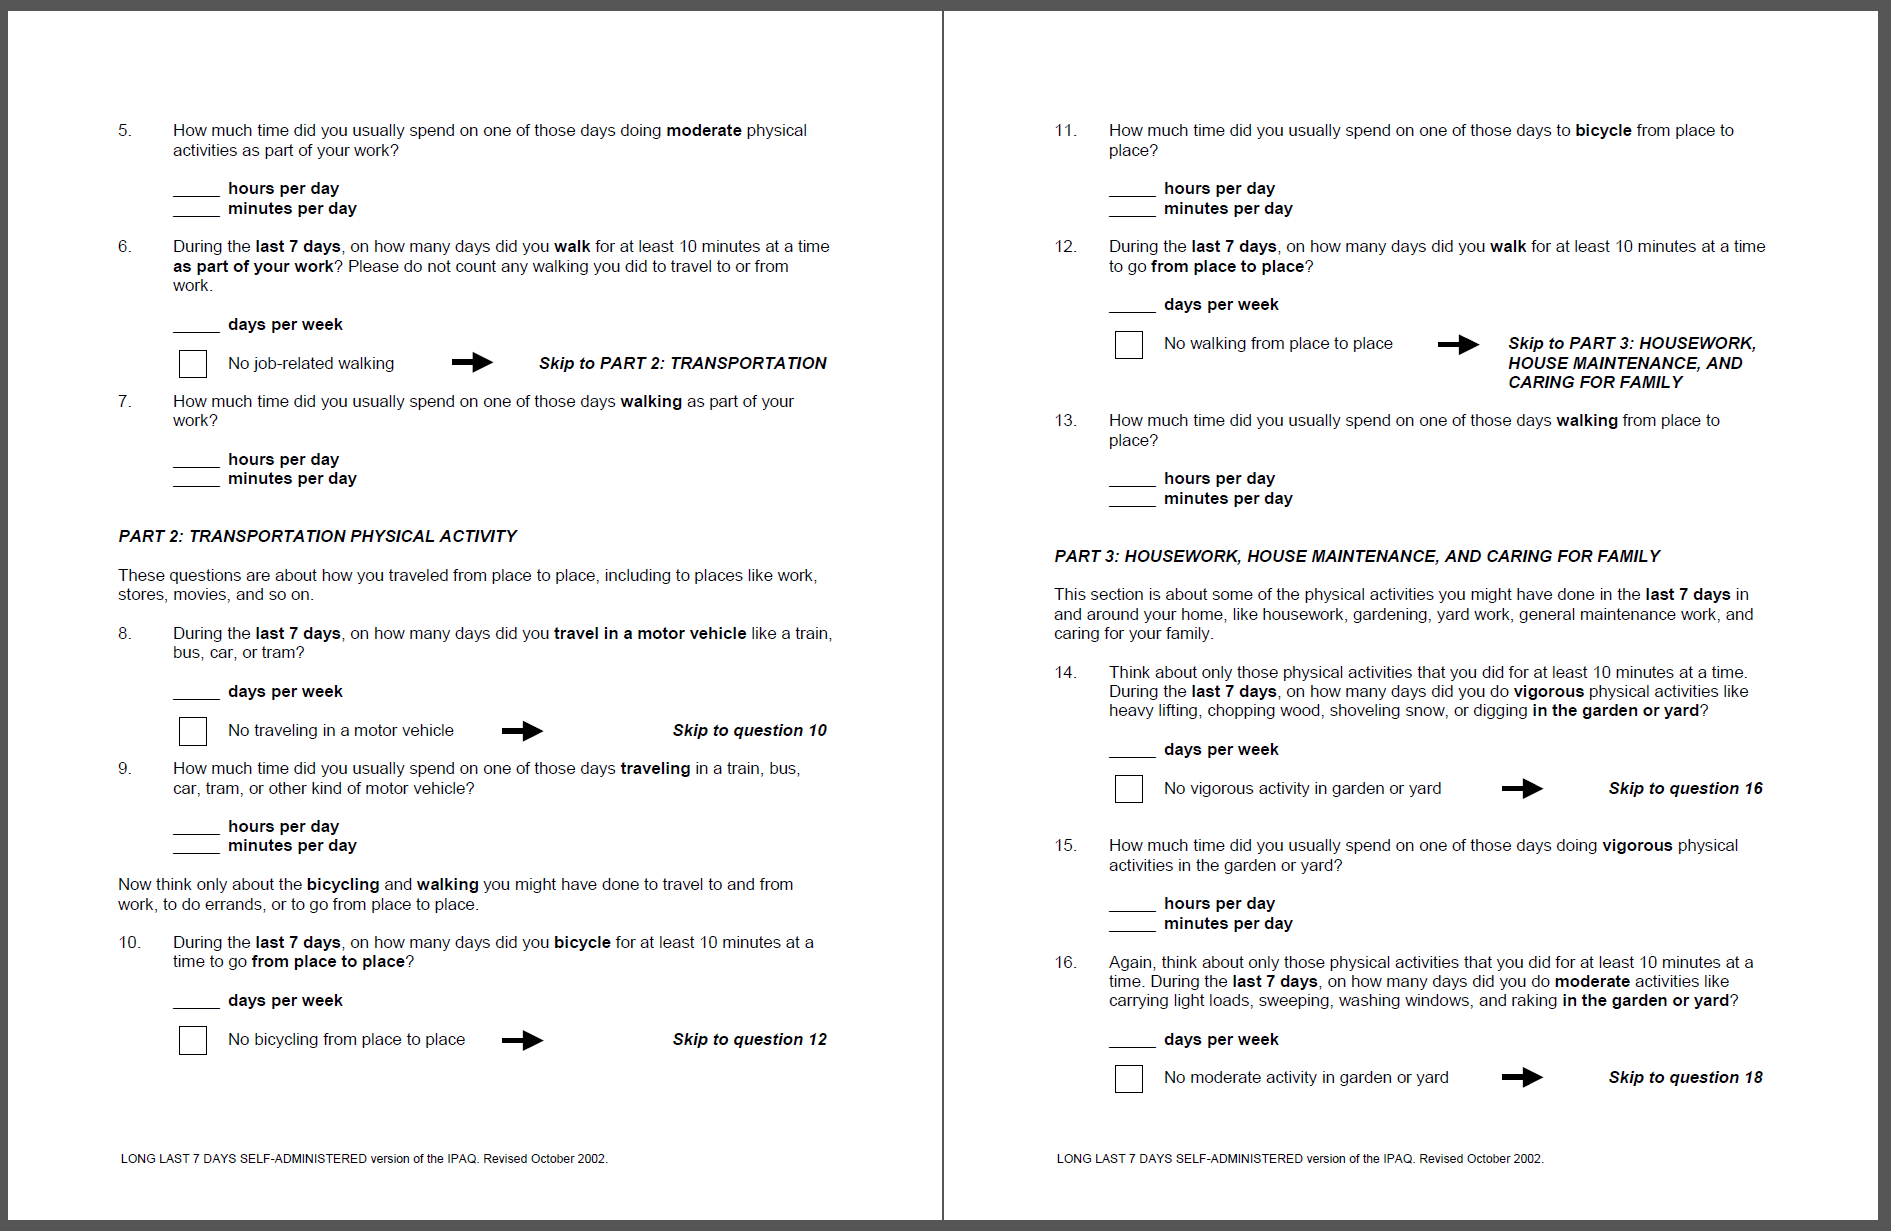 5. How much time did you usually spend on one of those days doing moderate physical
activities as part of your work?
_____ hours per day
_____ minutes per day
6. During the last 7 days, on how many days did you walk for at least 10 minutes at a time
as part of your work? Please do not count any walking you did to travel to or from
work.
_____ days per week
No job-related walking Skip to PART 2: TRANSPORTATION
7. How much time did you usually spend on one of those days walking as part of your
work?
_____ hours per day
_____ minutes per day
PART 2: TRANSPORTATION PHYSICAL ACTIVITY
These questions are about how you traveled from place to place, including to places like work,
stores, movies, and so on.
8. During the last 7 days, on how many days did you travel in a motor vehicle like a train,
bus, car, or tram?
_____ days per week
No traveling in a motor vehicle Skip to question 10
9. How much time did you usually spend on one of those days traveling in a train, bus,
car, tram, or other kind of motor vehicle?
_____ hours per day
_____ minutes per day
Now think only about the bicycling and walking you might have done to travel to and from
work, to do errands, or to go from place to place.
10. During the last 7 days, on how many days did you bicycle for at least 10 minutes at a
time to go from place to place?
_____ days per week
No bicycling from place to place Skip to question 12
LONG LAST 7 DAYS SELF-ADMINISTERED version of the IPAQ. Revised October 2002.
11. How much time did you usually spend on one of those days to bicycle from place to
place?
_____ hours per day
_____ minutes per day
12. During the last 7 days, on how many days did you walk for at least 10 minutes at a time
to go from place to place?
_____ days per week
No walking from place to place Skip to PART 3: HOUSEWORK,
HOUSE MAINTENANCE, AND
CARING FOR FAMILY
13. How much time did you usually spend on one of those days walking from place to
place?
_____ hours per day
_____ minutes per day
PART 3: HOUSEWORK, HOUSE MAINTENANCE, AND CARING FOR FAMILY
This section is about some of the physical activities you might have done in the last 7 days in
and around your home, like housework, gardening, yard work, general maintenance work, and
caring for your family.
14. Think about only those physical activities that you did for at least 10 minutes at a time.
During the last 7 days, on how many days did you do vigorous physical activities like
heavy lifting, chopping wood, shoveling snow, or digging in the garden or yard?
_____ days per week
No vigorous activity in garden or yard Skip to question 16
15. How much time did you usually spend on one of those days doing vigorous physical
activities in the garden or yard?
_____ hours per day
_____ minutes per day
16. Again, think about only those physical activities that you did for at least 10 minutes at a
time. During the last 7 days, on how many days did you do moderate activities like
carrying light loads, sweeping, washing windows, and raking in the garden or yard?
_____ days per week
No moderate activity in garden or yard Skip to question 18
LONG LAST 7 DAYS SELF-ADMINISTERED version of the IPAQ. Revised October 2002.